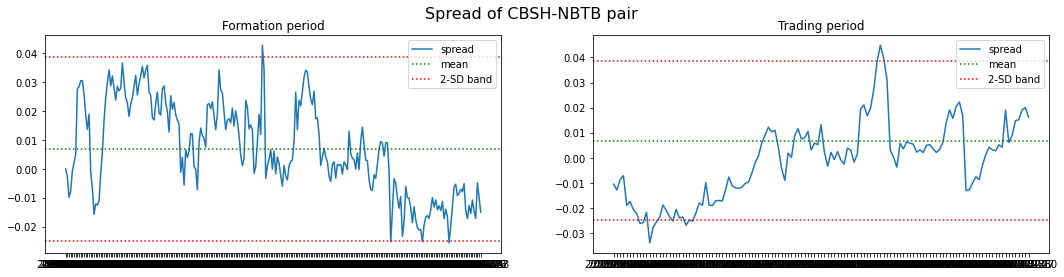 Spread of CBSH-NBTB pair
Formation period
0.04
0.03
0.02
0.01
0.00
−0.01
−0.02
spread
mean
2-SD band
Trading period
0.04
0.03
0.02
0.01
0.00
−0.01
−0.02
−0.03
spread
mean
2-SD band